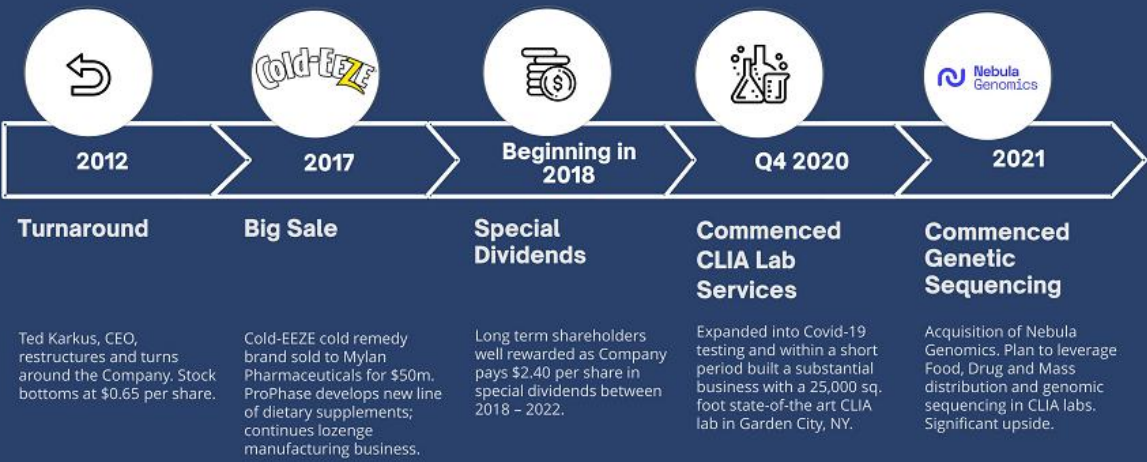 Cold-EEZE
Nebula
Genomics
2012
2017
Beginning in
2018
Q4 2020
2021
Turnaround
Big Sale
Special
Dividends
Commenced
CLIA Lab
Services
Commenced
Genetic
Sequencing
Ted Karkus, CEO,
restructures and turns
around the Company. Stock
bottoms at $0.65 per share.
Cold-EEZE cold remedy
brand sold to Mylan
Pharmaceuticals for $50m.
ProPhase develops new line
of dietary supplements;
continues lozenge
manufacturing business.
Long term shareholders
well rewarded as Company
pays $2.40 per share in
special dividends between
2018 – 2022.
Expanded into Covid-19
testing and within a short
period built a substantial
business with a 25,000 sq.
foot state-of-the art CLIA
lab in Garden City, NY.
Acquisition of Nebula
Genomics. Plan to leverage
Food, Drug and Mass
distribution and genomic
sequencing in CLIA labs.
Significant upside.